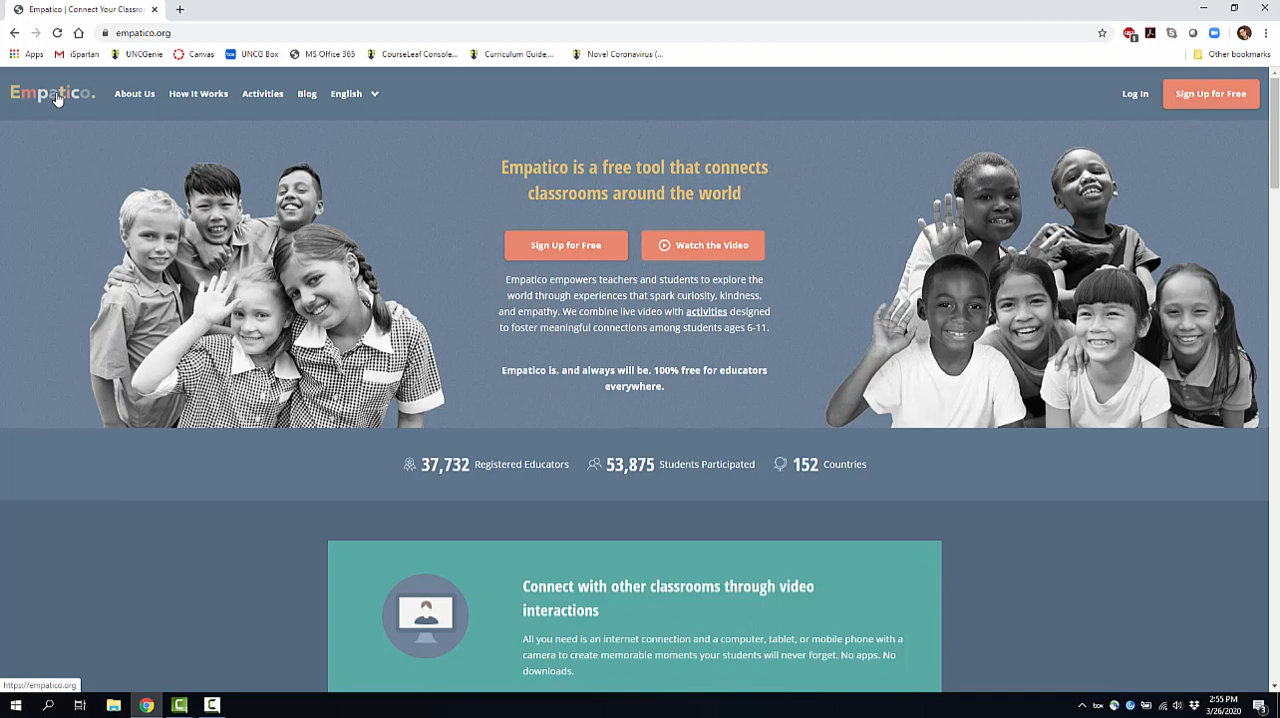 Empatico | Connect Your Classro
empatico.org
Apps
iSpartan
UNCGenie
Canvas
UNCG Box
MS Office 365
CourseLeaf Console...
Curriculum Guide...
Novel Coronavirus (...
Other bookmarks
Empatico.
About Us
How It Works
Activities
Blog
English
Log In
Sign Up for Free
Empatico is a free tool that connects
classrooms around the world
Sign Up for Free
Watch the Video
Empatico empowers teachers and students to explore the
world through experiences that spark curiosity, kindness,
and empathy. We combine live video with activities designed
to foster meaningful connections among students ages 6-11.
Empatico is, and always will be, 100% free for educators
everywhere.
37,732 Registered Educators
53,875 Students Participated
152 Countries
Connect with other classrooms through video
interactions
All you need is an internet connection and a computer, tablet, or mobile phone with a
camera to create memorable moments your students will never forget. No apps. No
downloads.
https://empatico.org
box
2:55 PM
3/26/2020